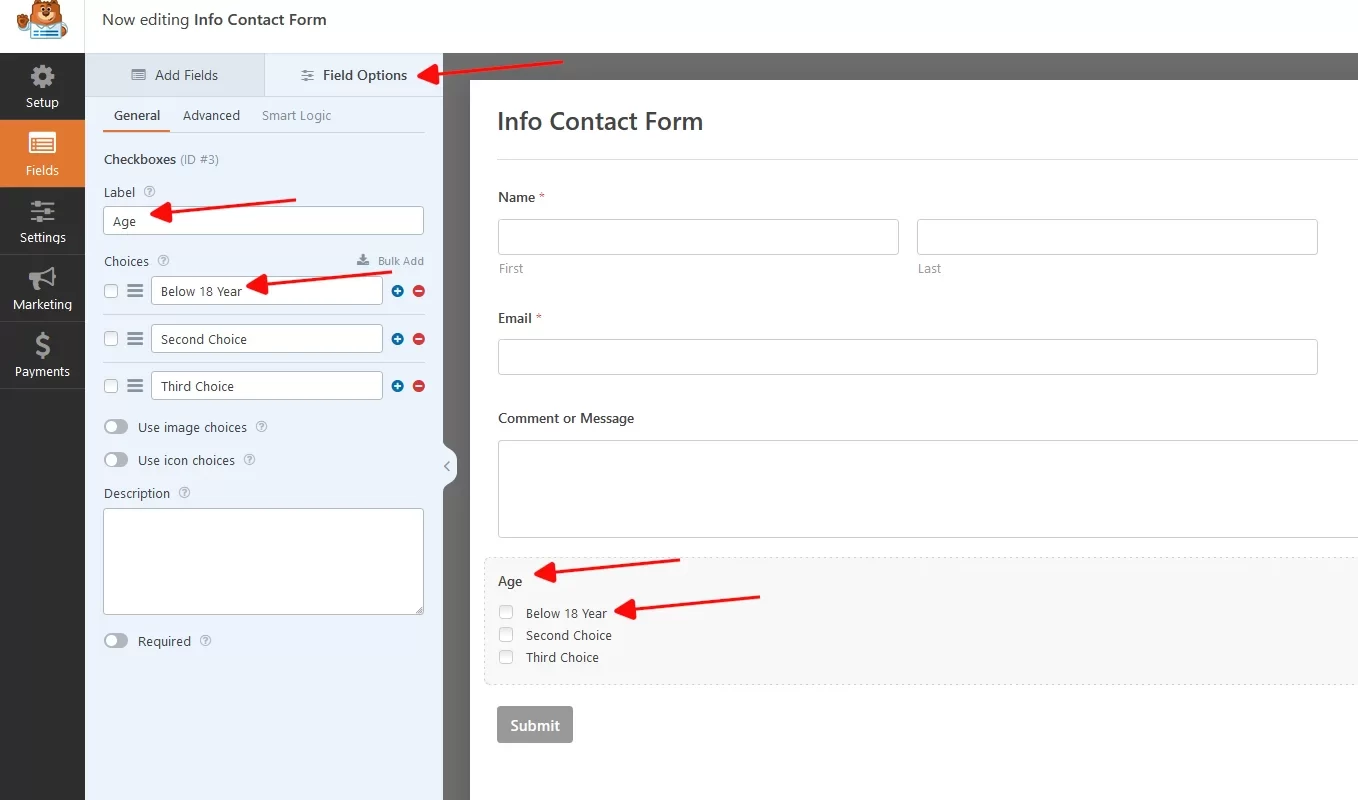 Now editing Info Contact Form
Setup
Fields
Settings
Marketing
Payments
Add Fields
Field Options
General Advanced Smart Logic
Checkboxes (ID #3)
Label
Age
Choices
Bulk Add
Below 18 Year
Second Choice
Third Choice
Use image choices
Use icon choices
Description
Required
Info Contact Form
Name *
First
Last
Email *
Comment or Message
Age
Below 18 Year
Second Choice
Third Choice
Submit